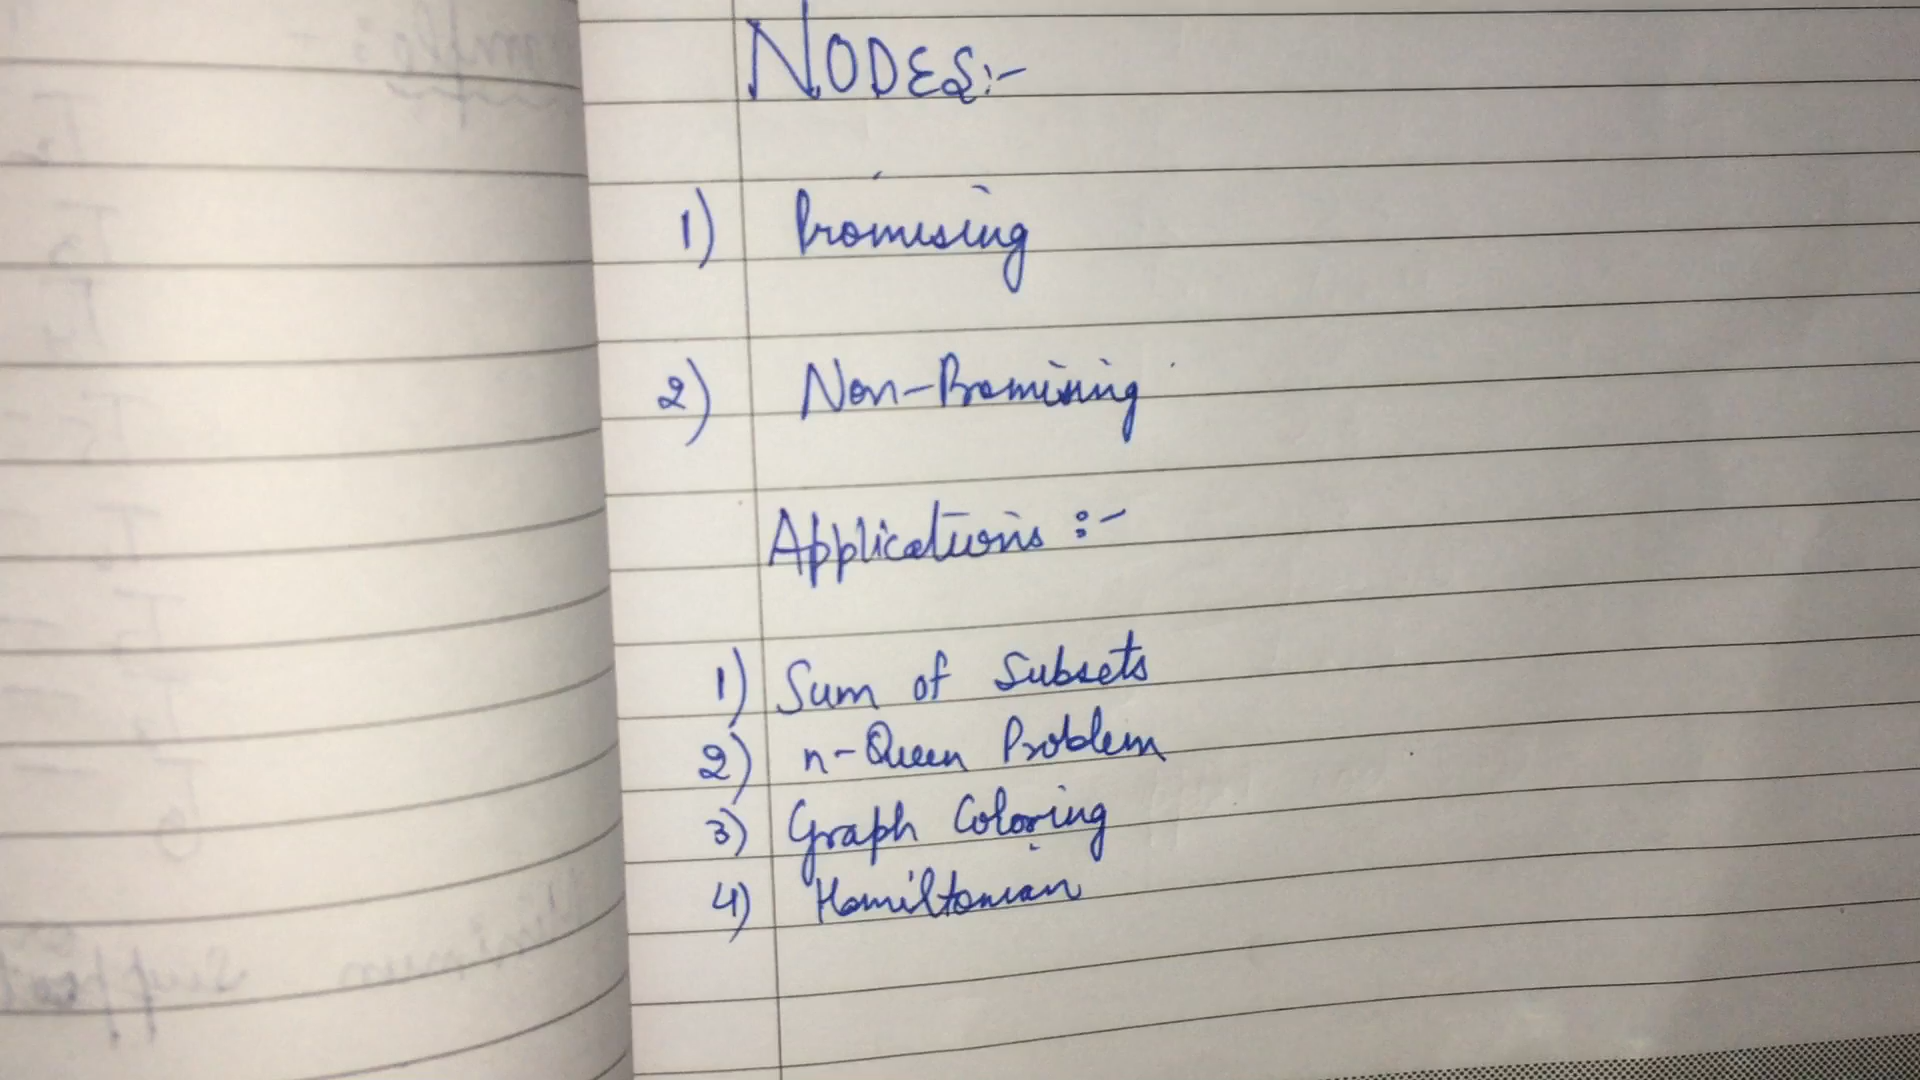 NODES:-
1) Promising
2) Non-Promising
Applications :-
1) Sum of Subsets
2) n-Queen Problem
3) Graph Coloring
4) Hamiltonian